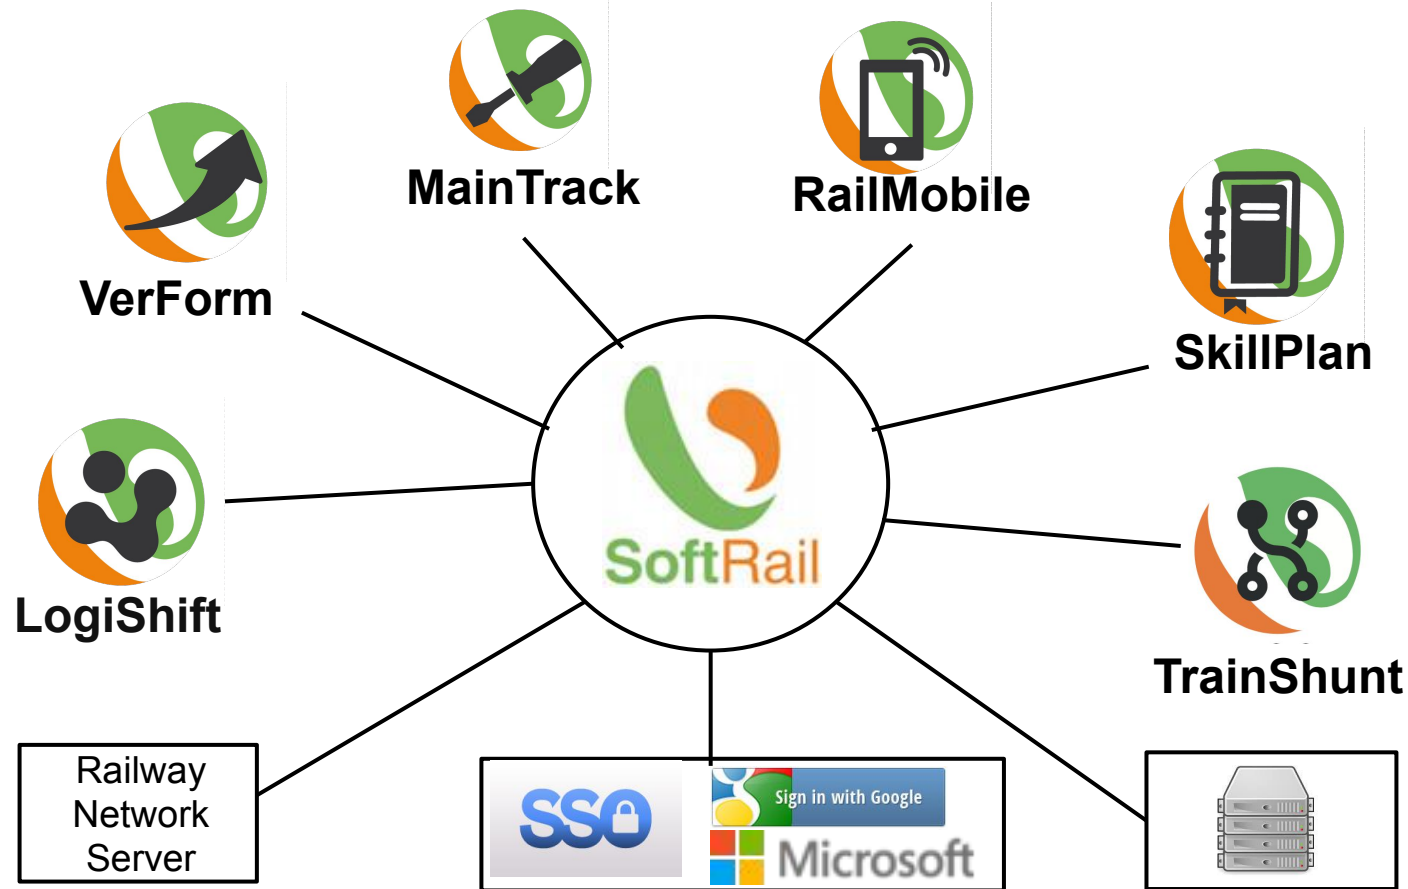 MainTrack
RailMobile
VerForm
SkillPlan
SoftRail
LogiShift
TrainShunt
Railway
Network
Server
SSO
Sign in with Google
Microsoft